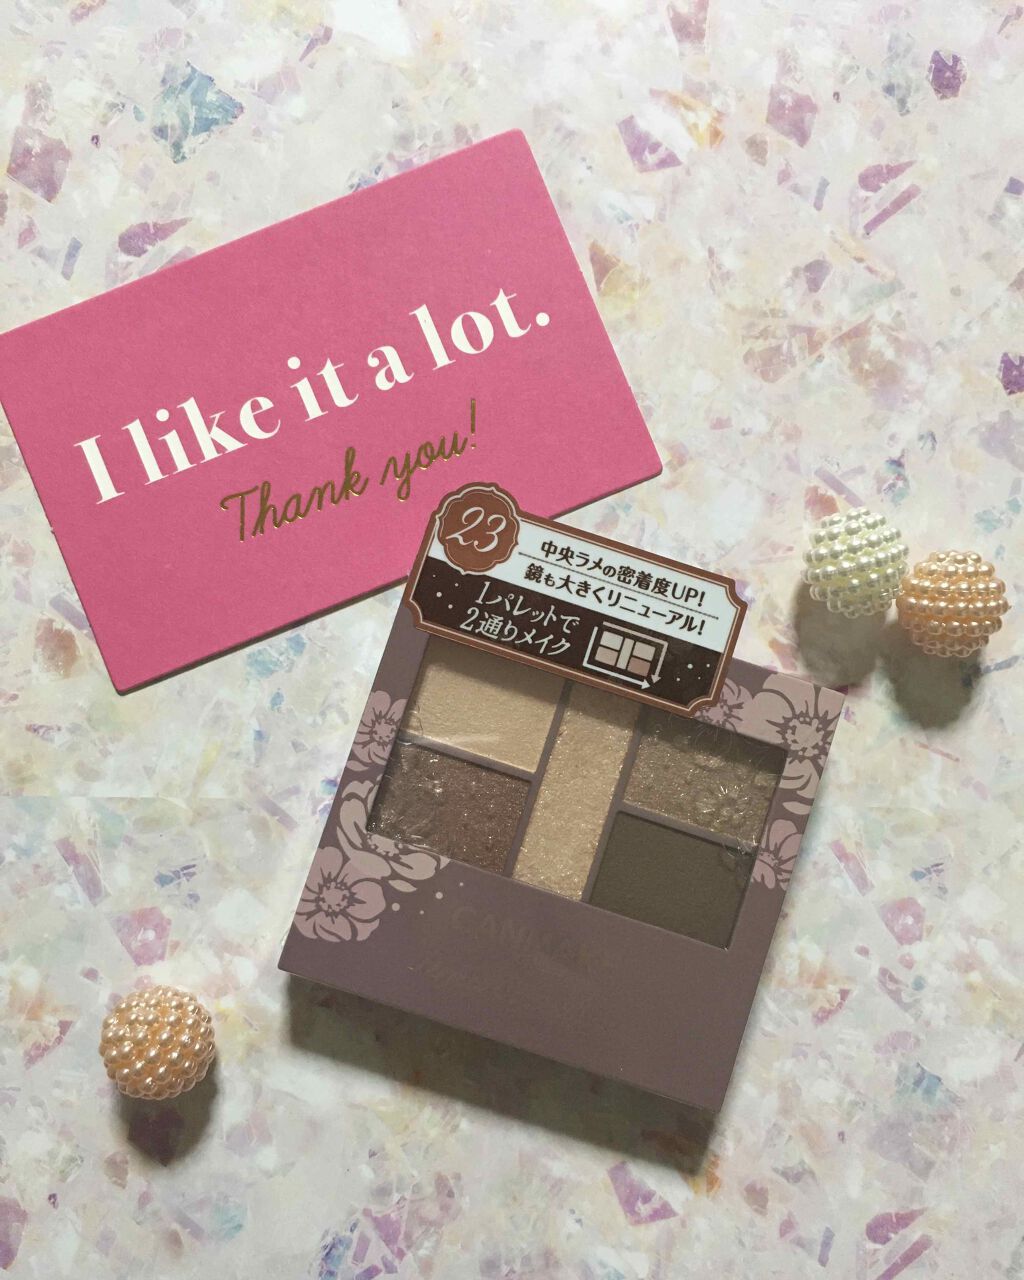 I like it a lot.
Thank you!
23
中央ラメの密着度UP!
鏡も大きくリニューアル!
1パレットで
2通りメイク
CANMAKE